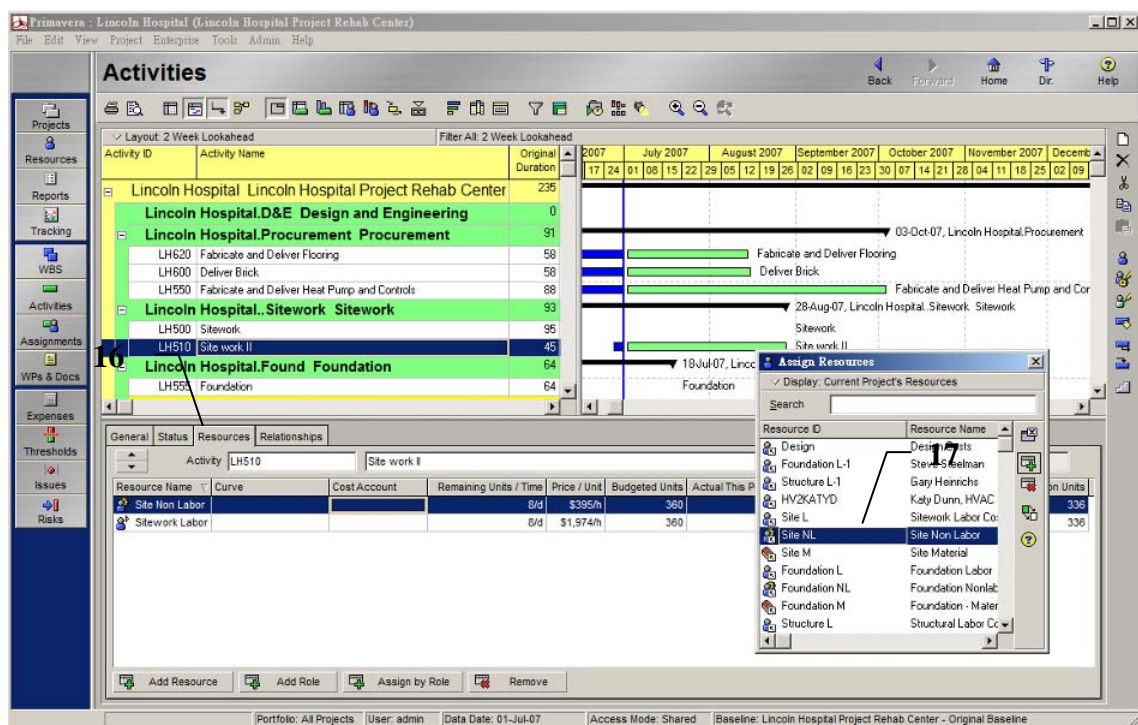 Primavera : Lincoln Hospital (Lincoln Hospital Project Rehab Center)
File Edit View Project Enterprise Tools Admin Help
Activities
Back Forward Home Dir. Help
Projects
Resources
Reports
Tracking
WBS
Activities
Assignments
WPs & Docs
Expenses
Thresholds
Issues
Risks
Layout: 2 Week Lookahead Filter All: 2 Week Lookahead
Activity ID Activity Name Original Duration
2007 July 2007 August 2007 September 2007 October 2007 November 2007 Decemb
17 24 01 08 15 22 29 05 12 19 26 02 09 16 23 30 07 14 21 28 04 11 18 25 02 09
Lincoln Hospital Lincoln Hospital Project Rehab Center 235
Lincoln Hospital.D&E Design and Engineering 0
Lincoln Hospital.Procurement Procurement 91 03-Oct-07, Lincoln Hospital.Procurement
LH620 Fabricate and Deliver Flooring 58 Fabricate and Deliver Flooring
LH600 Deliver Brick 58 Deliver Brick
LH550 Fabricate and Deliver Heat Pump and Controls 88 Fabricate and Deliver Heat Pump and Cor
Lincoln Hospital..Sitework Sitework 93 28-Aug-07, Lincoln Hospital..Sitework Sitework
LH500 Sitework 95 Sitework
LH510 Site work II 45 Site work II
16
Lincoln Hospital.Found Foundation 64 18-Jul-07, Linc
LH555 Foundation 64 Foundation
General Status Resources Relationships
Activity LH510 Site work II
Resource Name Curve Cost Account Remaining Units / Time Price / Unit Budgeted Units Actual This P on Units
Site Non Labor 8/d $395/h 360 336
Sitework Labor 8/d $1,974/h 360 336
Add Resource Add Role Assign by Role Remove
Assign Resources
Display: Current Project's Resources
Search
Resource ID Resource Name
Design Design Costs
17
Foundation L-1 Steve Steelman
Structure L-1 Gary Heinrichs
HV2KATYD Katy Dunn, HVAC
Site L Sitework Labor Co
Site NL Site Non Labor
Site M Site Material
Foundation L Foundation Labor
Foundation NL Foundation Nonlab
Foundation M Foundation - Mater
Structure L Structural Labor Co
Portfolio: All Projects User: admin Data Date: 01-Jul-07 Access Mode: Shared Baseline: Lincoln Hospital Project Rehab Center - Original Baseline